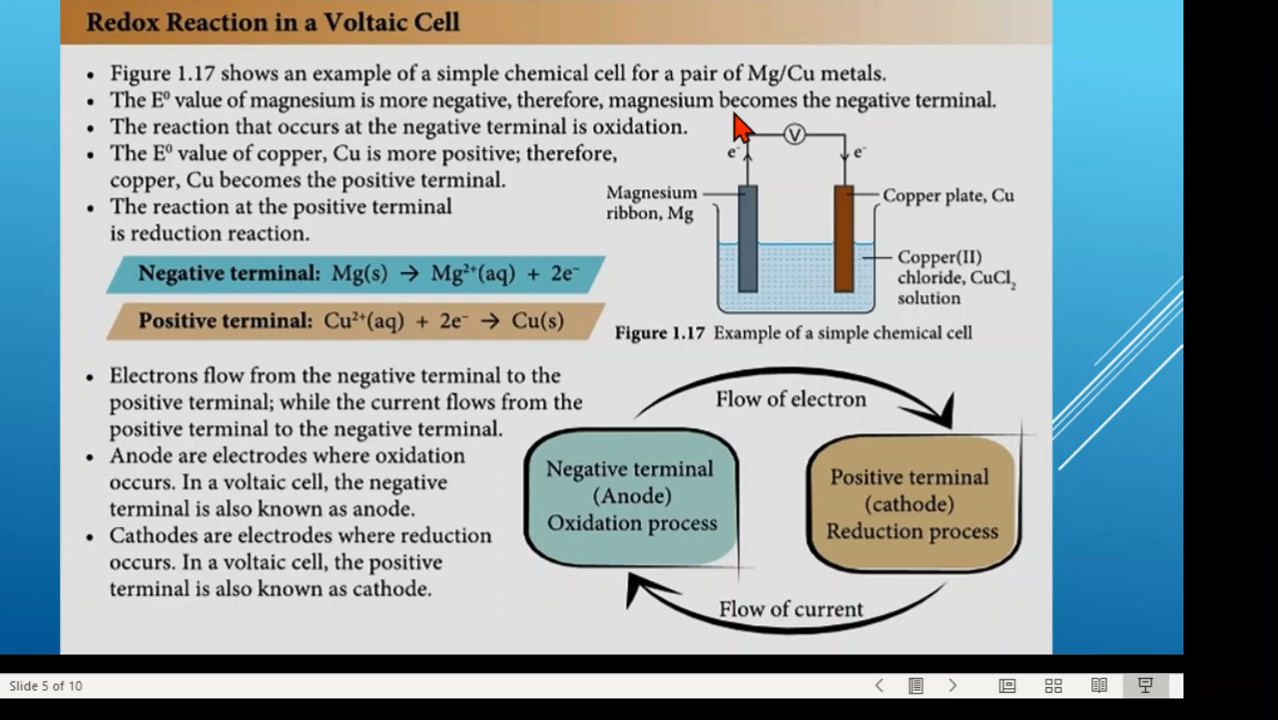 Redox Reaction in a Voltaic Cell
• Figure 1.17 shows an example of a simple chemical cell for a pair of Mg/Cu metals.
• The E⁰ value of magnesium is more negative, therefore, magnesium becomes the negative terminal.
• The reaction that occurs at the negative terminal is oxidation.
• The E⁰ value of copper, Cu is more positive; therefore,
copper, Cu becomes the positive terminal.
• The reaction at the positive terminal
is reduction reaction.
Negative terminal: Mg(s) → Mg²⁺(aq) + 2e⁻
Positive terminal: Cu²⁺(aq) + 2e⁻ → Cu(s)
V
e⁻
e⁻
Magnesium
ribbon, Mg
Copper plate, Cu
Copper(II)
chloride, CuCl₂
solution
Figure 1.17 Example of a simple chemical cell
• Electrons flow from the negative terminal to the
positive terminal; while the current flows from the
positive terminal to the negative terminal.
• Anode are electrodes where oxidation
occurs. In a voltaic cell, the negative
terminal is also known as anode.
• Cathodes are electrodes where reduction
occurs. In a voltaic cell, the positive
terminal is also known as cathode.
Flow of electron
Negative terminal
(Anode)
Oxidation process
Positive terminal
(cathode)
Reduction process
Flow of current
Slide 5 of 10